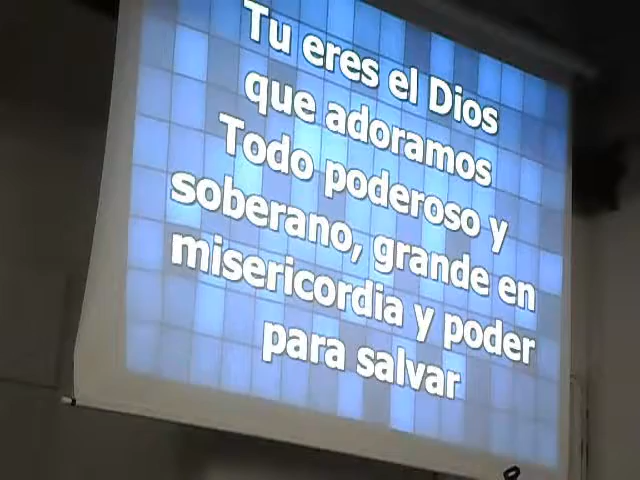 Tu eres el Dios
que adoramos
Todo poderoso y
soberano, grande en
misericordia y poder
para salvar